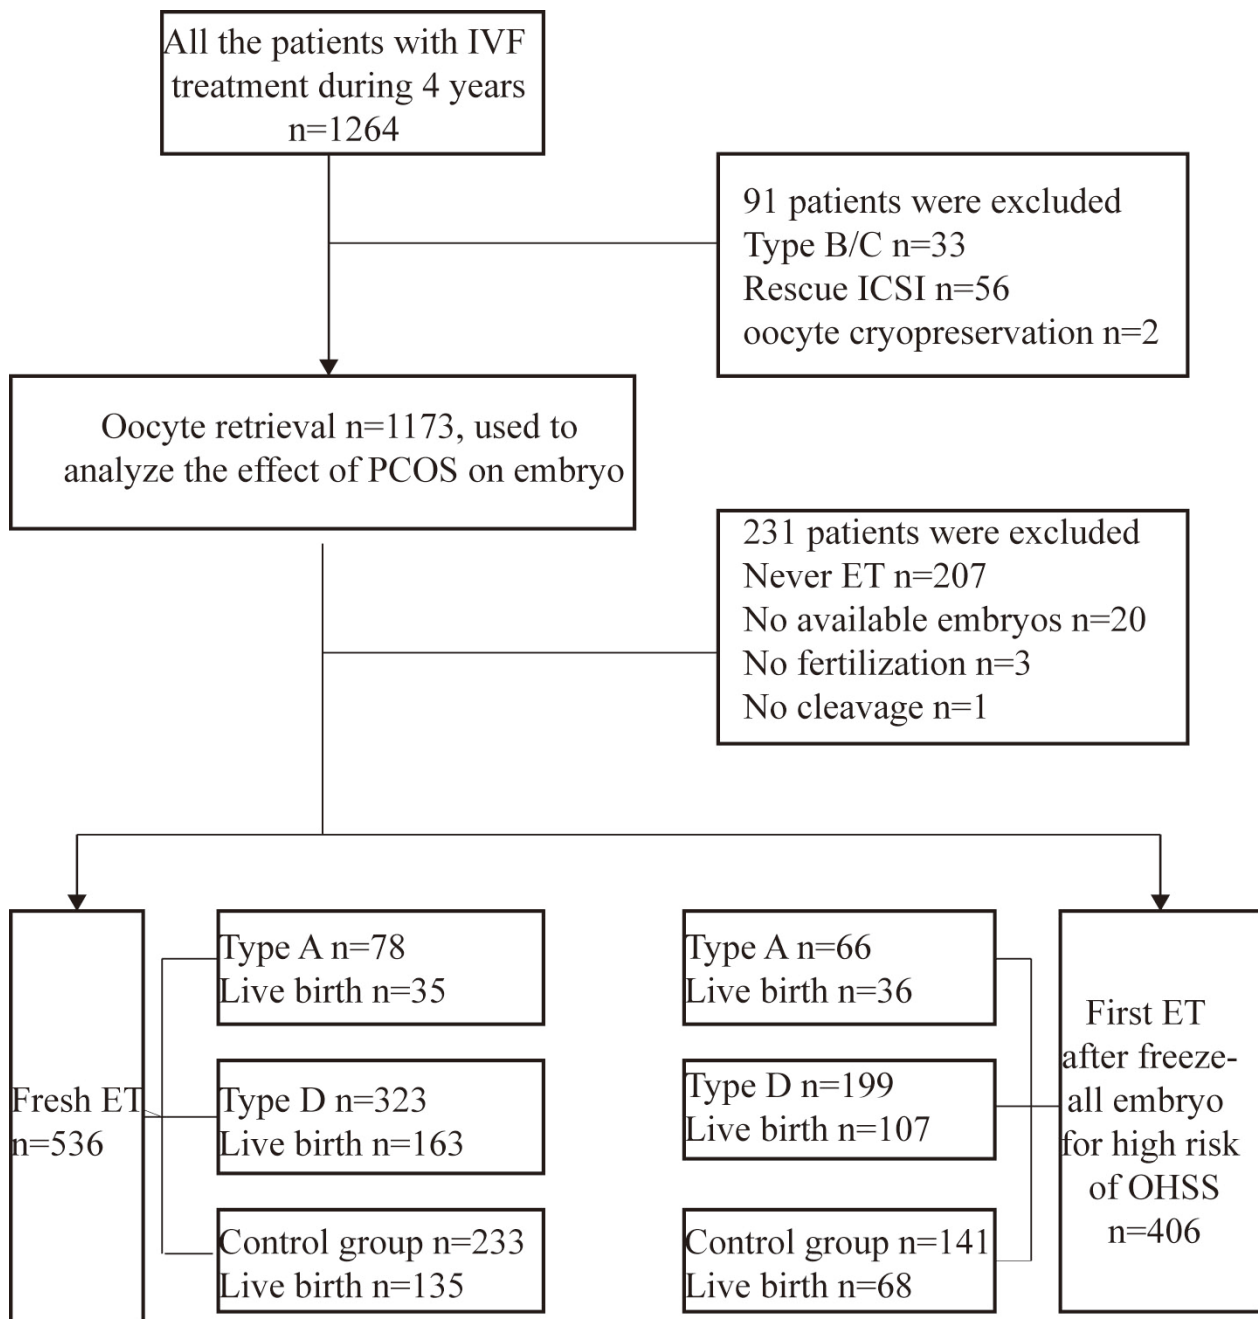 All the patients with IVF
treatment during 4 years
n=1264
91 patients were excluded
Type B/C n=33
Rescue ICSI n=56
oocyte cryopreservation n=2
Oocyte retrieval n=1173, used to
analyze the effect of PCOS on embryo
231 patients were excluded
Never ET n=207
No available embryos n=20
No fertilization n=3
No cleavage n=1
Fresh ET
n=536
Type A n=78
Live birth n=35
Type D n=323
Live birth n=163
Control group n=233
Live birth n=135
Type A n=66
Live birth n=36
Type D n=199
Live birth n=107
Control group n=141
Live birth n=68
First ET
after freeze-
all embryo
for high risk
of OHSS
n=406